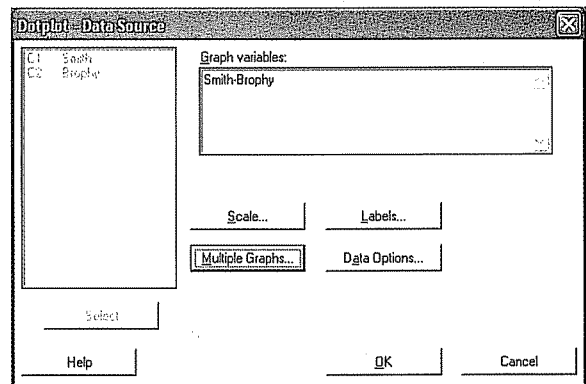 Dotplot - Data Source
C1 Smith
C2 Brophy
Graph variables:
Smith-Brophy
Scale...
Labels...
Multiple Graphs...
Data Options...
Select
Help
OK
Cancel